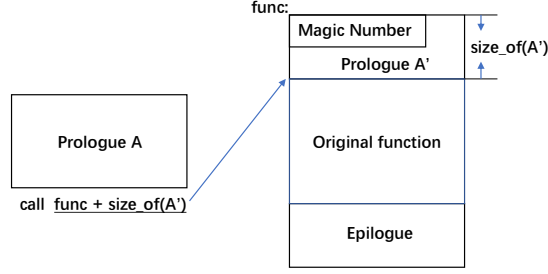 func:
Magic Number
size_of(A’)
Prologue A’
Prologue A
Original function
call func + size_of(A’)
Epilogue